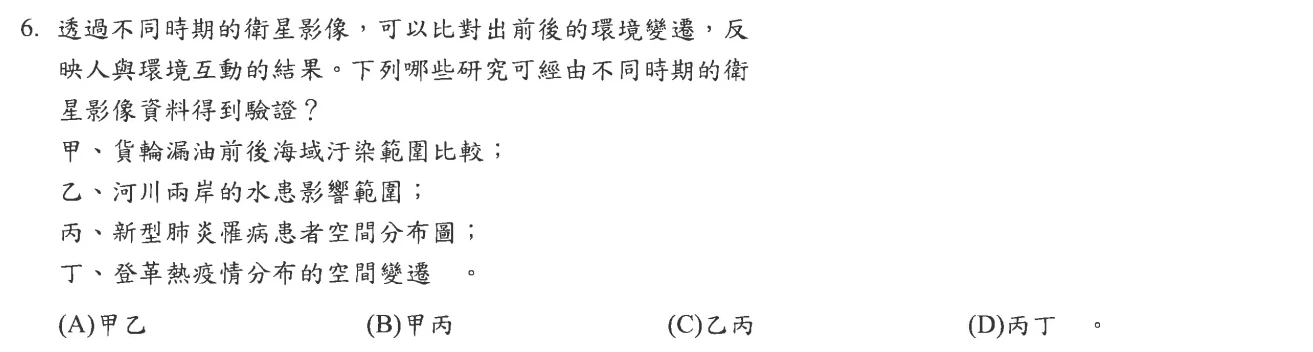 6. 透過不同時期的衛星影像，可以比對出前後的環境變遷，反
映人與環境互動的結果。下列哪些研究可經由不同時期的衛
星影像資料得到驗證？
甲、貨輪漏油前後海域汙染範圍比較；
乙、河川兩岸的水患影響範圍；
丙、新型肺炎罹病患者空間分布圖；
丁、登革熱疫情分布的空間變遷　。
(A)甲乙 (B)甲丙 (C)乙丙 (D)丙丁　。